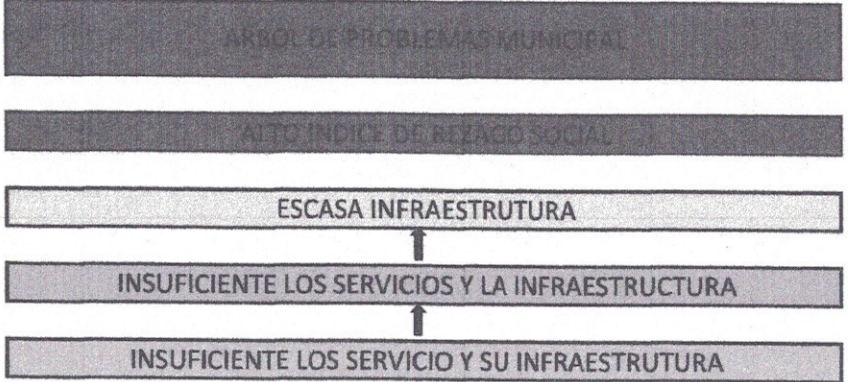 ARBOL DE PROBLEMAS MUNICIPAL
ALTO INDICE DE REZAGO SOCIAL
ESCASA INFRAESTRUTURA
INSUFICIENTE LOS SERVICIOS Y LA INFRAESTRUCTURA
INSUFICIENTE LOS SERVICIO Y SU INFRAESTRUTURA